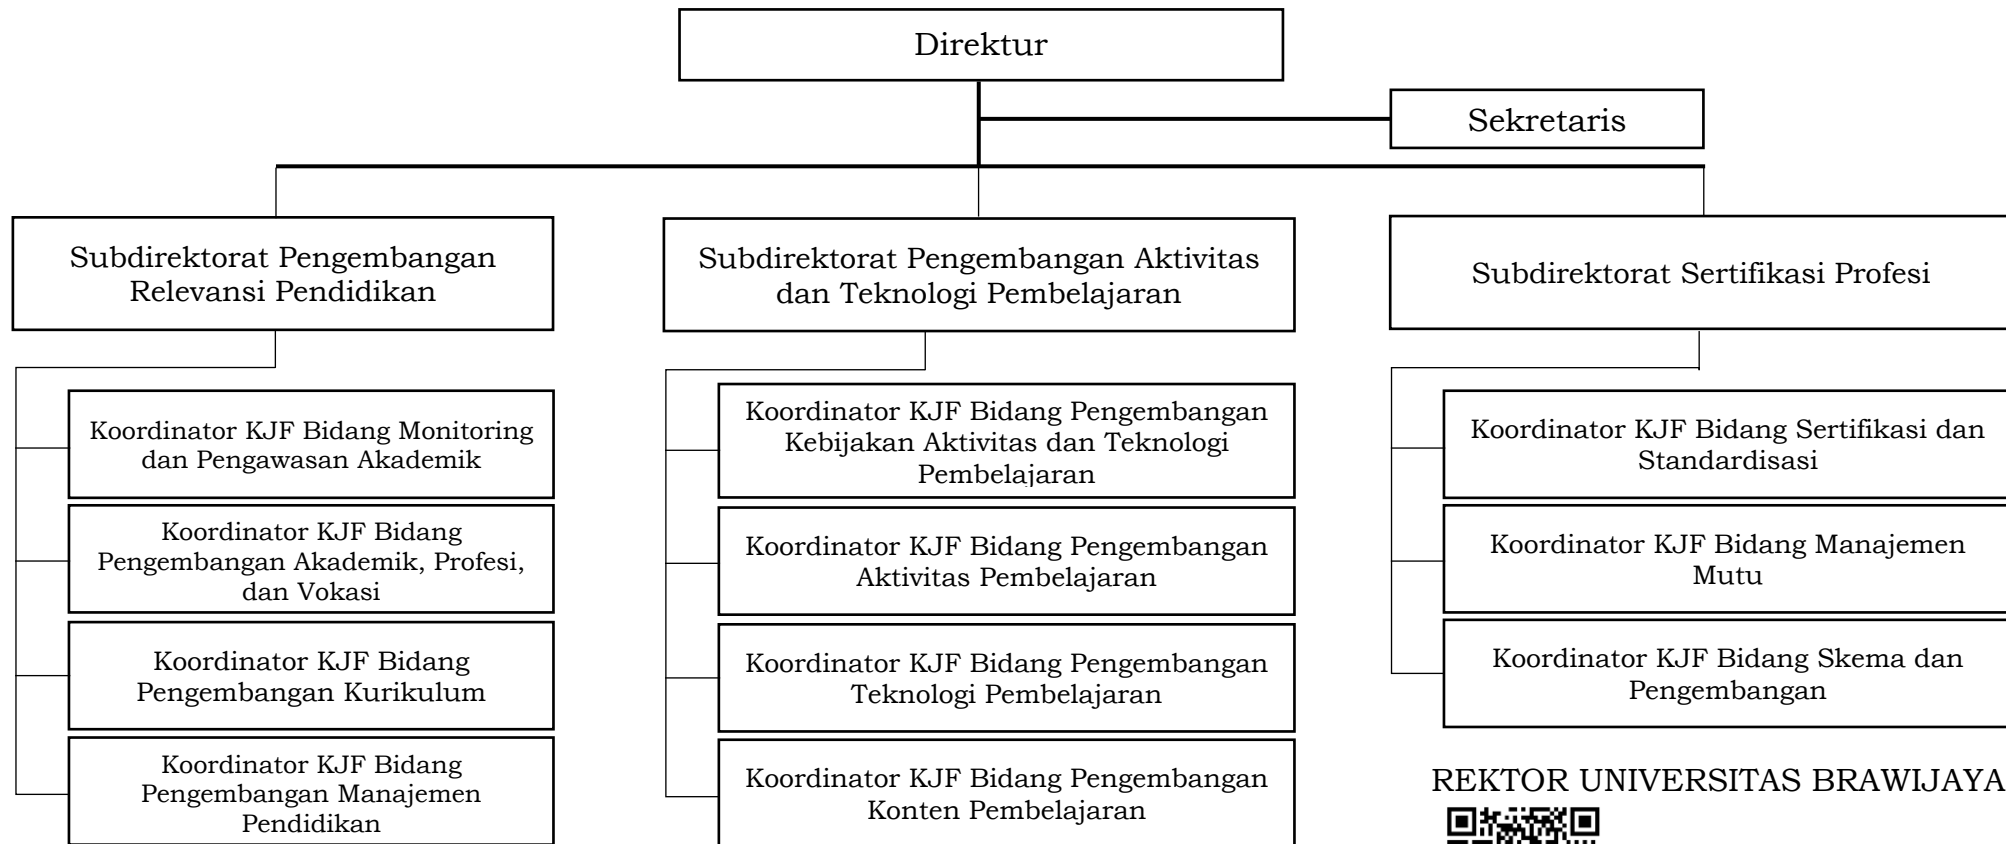 Direktur
Sekretaris
Subdirektorat Pengembangan
Relevansi Pendidikan
Subdirektorat Pengembangan Aktivitas
dan Teknologi Pembelajaran
Subdirektorat Sertifikasi Profesi
Koordinator KJF Bidang Monitoring
dan Pengawasan Akademik
Koordinator KJF Bidang
Pengembangan Akademik, Profesi,
dan Vokasi
Koordinator KJF Bidang
Pengembangan Kurikulum
Koordinator KJF Bidang
Pengembangan Manajemen
Pendidikan
Koordinator KJF Bidang Pengembangan
Kebijakan Aktivitas dan Teknologi
Pembelajaran
Koordinator KJF Bidang Pengembangan
Aktivitas Pembelajaran
Koordinator KJF Bidang Pengembangan
Teknologi Pembelajaran
Koordinator KJF Bidang Pengembangan
Konten Pembelajaran
Koordinator KJF Bidang Sertifikasi dan
Standardisasi
Koordinator KJF Bidang Manajemen
Mutu
Koordinator KJF Bidang Skema dan
Pengembangan
REKTOR UNIVERSITAS BRAWIJAYA